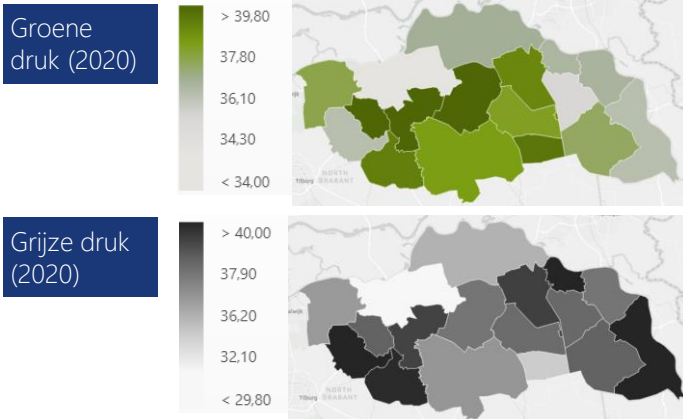 Groene
druk (2020)
> 39,80
37,80
36,10
34,30
< 34,00
NORTH
Tilburg BRABANT
Grijze druk
(2020)
> 40,00
37,90
36,20
32,10
< 29,80
NORTH
Tilburg BRABANT